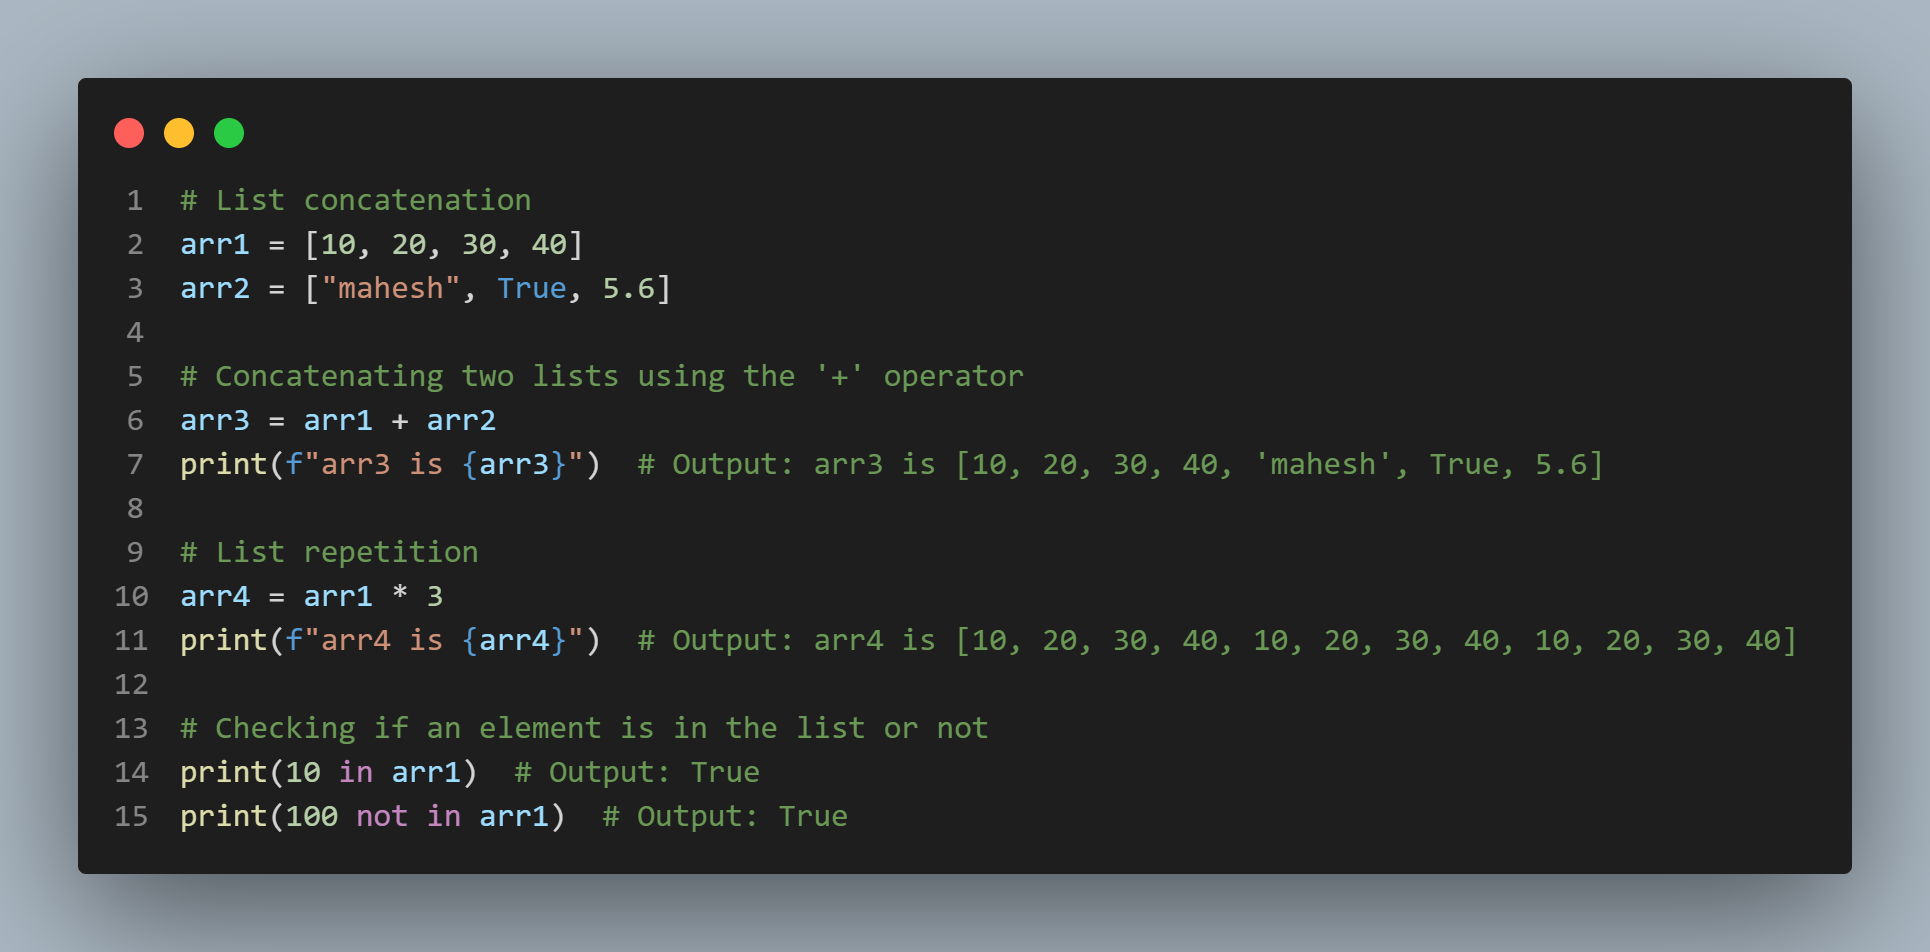 1 # List concatenation
2 arr1 = [10, 20, 30, 40]
3 arr2 = ["mahesh", True, 5.6]
4
5 # Concatenating two lists using the '+' operator
6 arr3 = arr1 + arr2
7 print(f"arr3 is {arr3}")  # Output: arr3 is [10, 20, 30, 40, 'mahesh', True, 5.6]
8
9 # List repetition
10 arr4 = arr1 * 3
11 print(f"arr4 is {arr4}")  # Output: arr4 is [10, 20, 30, 40, 10, 20, 30, 40, 10, 20, 30, 40]
12
13 # Checking if an element is in the list or not
14 print(10 in arr1)  # Output: True
15 print(100 not in arr1)  # Output: True